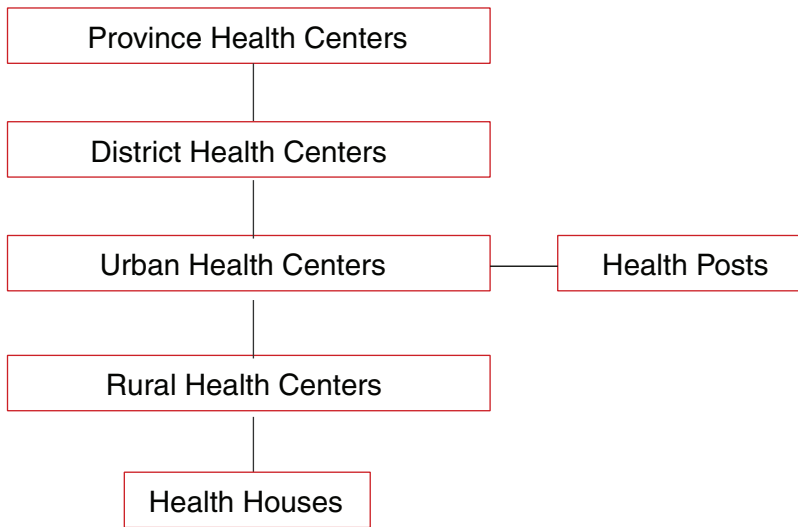 Province Health Centers
District Health Centers
Urban Health Centers
Health Posts
Rural Health Centers
Health Houses